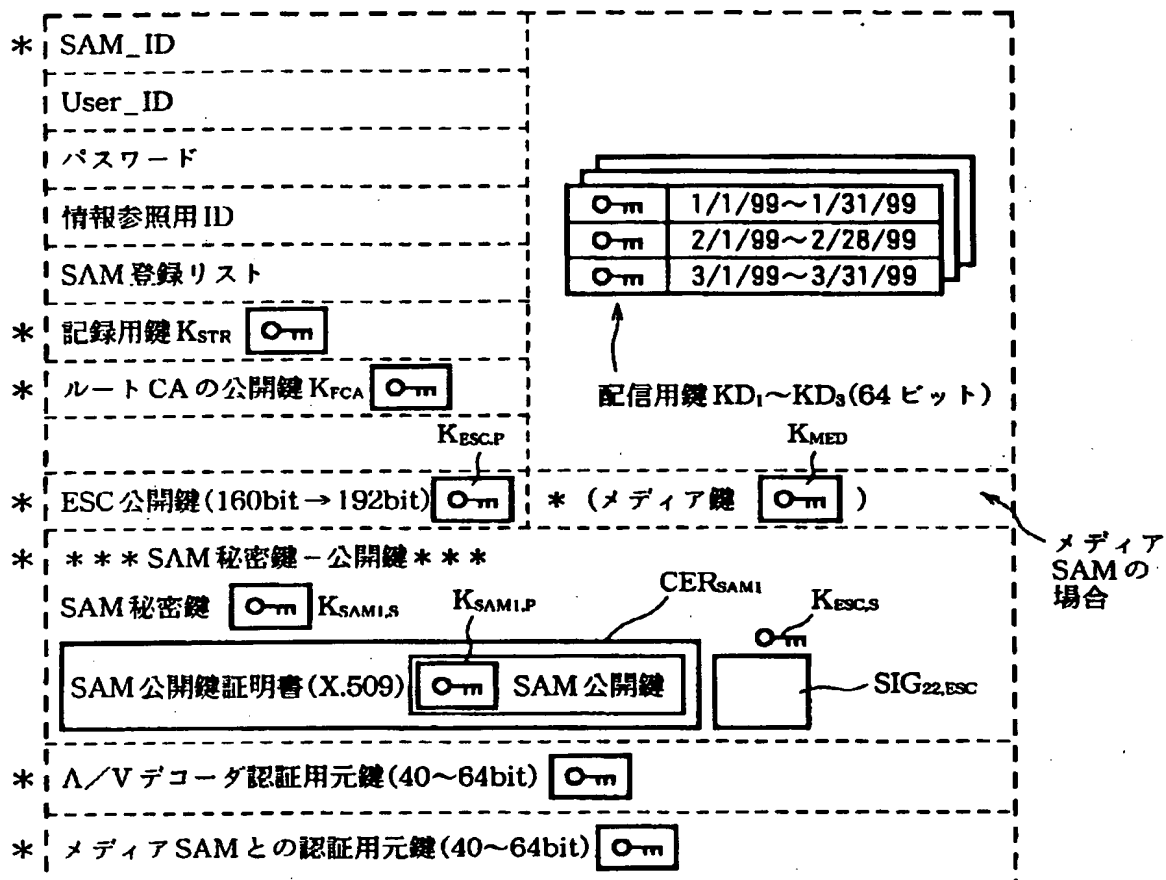 * SAM_ID
User_ID
パスワード
情報参照用ID
SAM登録リスト
* 記録用鍵 KSTR
* ルートCAの公開鍵 KFCA
1/1/99～1/31/99
2/1/99～2/28/99
3/1/99～3/31/99
配信用鍵 KD1～KD3(64ビット)
KESC,P
KMED
* ESC公開鍵(160bit→192bit)
* (メディア鍵 )
メディア
SAMの
場合
* ***SAM秘密鍵－公開鍵***
SAM秘密鍵 KSAM1,S
KSAM1,P
CERSAM1
KESC,S
SAM公開鍵証明書(X.509) SAM公開鍵
SIG22,ESC
* A／Vデコーダ認証用元鍵(40～64bit)
* メディアSAMとの認証用元鍵(40～64bit)